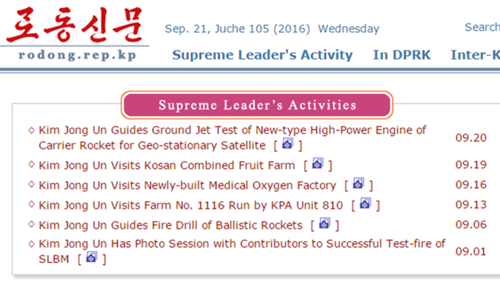 로동신문
rodong.rep.kp
Sep. 21, Juche 105 (2016) Wednesday
Search
Supreme Leader's Activity In DPRK Inter-K
Supreme Leader's Activities
Kim Jong Un Guides Ground Jet Test of New-type High-Power Engine of
Carrier Rocket for Geo-stationary Satellite [ ] 09.20
Kim Jong Un Visits Kosan Combined Fruit Farm [ ] 09.19
Kim Jong Un Visits Newly-built Medical Oxygen Factory [ ] 09.16
Kim Jong Un Visits Farm No. 1116 Run by KPA Unit 810 [ ] 09.13
Kim Jong Un Guides Fire Drill of Ballistic Rockets [ ] 09.06
Kim Jong Un Has Photo Session with Contributors to Successful Test-fire of
SLBM [ ] 09.01